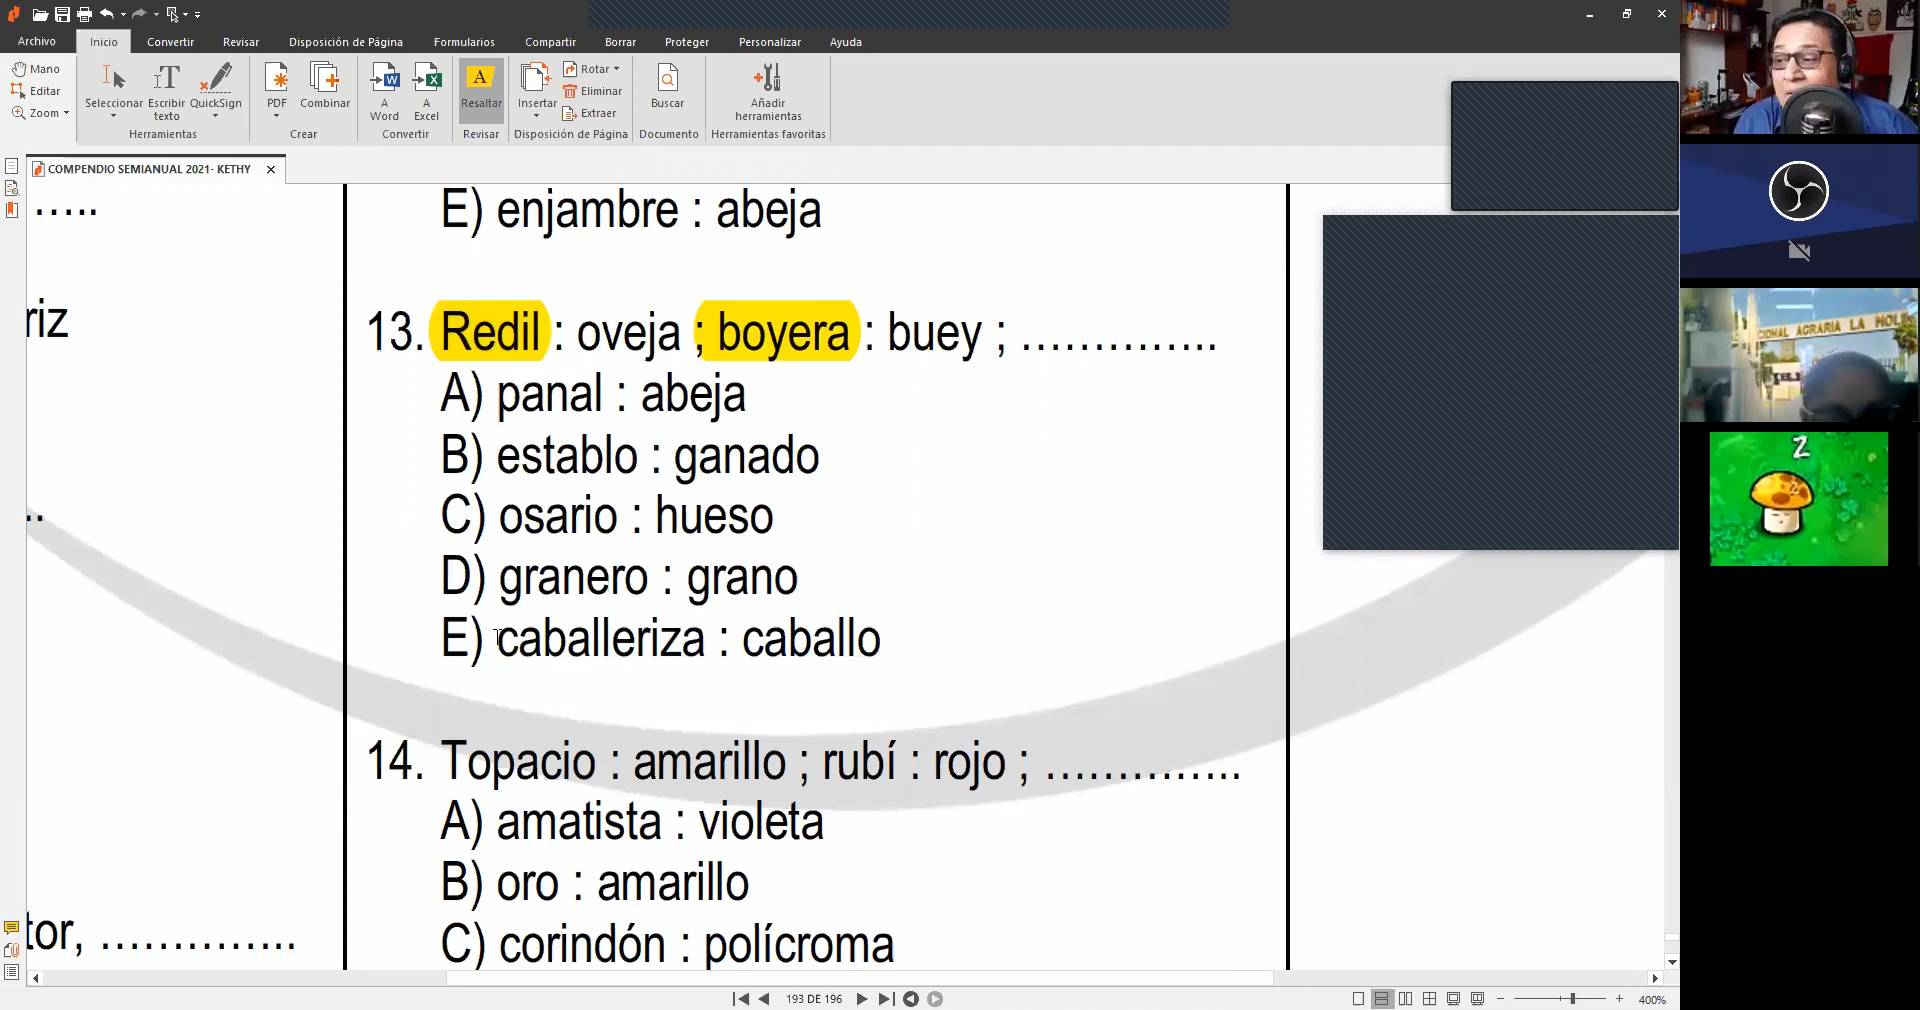 Archivo Inicio Convertir Revisar Disposición de Página Formularios Compartir Borrar Proteger Personalizar Ayuda
Mano
Editar
Zoom
Seleccionar
Escribir texto
QuickSign
Herramientas
PDF
Combinar
Crear
A Word
A Excel
Convertir
A
Resaltar
Revisar
Insertar
Rotar
Eliminar
Extraer
Disposición de Página
Buscar
Documento
Añadir herramientas
Herramientas favoritas
COMPENDIO SEMIANUAL 2021- KETHY
…..
riz
..
tor, …………..
E) enjambre : abeja
13. Redil : oveja ; boyera : buey ; …………..
A) panal : abeja
B) establo : ganado
C) osario : hueso
D) granero : grano
E) caballeriza : caballo
14. Topacio : amarillo ; rubí : rojo ; …………..
A) amatista : violeta
B) oro : amarillo
C) corindón : polícroma
193 DE 196
400%
CIONAL AGRARIA LA MOLI
Z